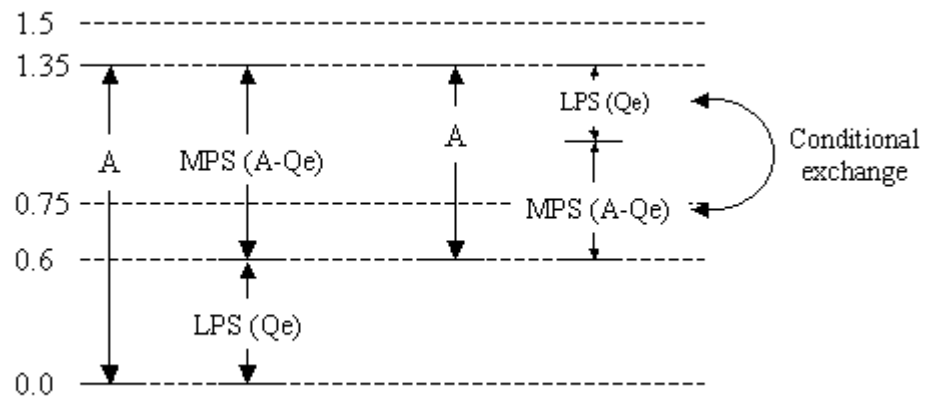 1.5
1.35
LPS (Qe)
A
MPS (A-Qe)
A
Conditional
exchange
0.75
MPS (A-Qe)
0.6
LPS (Qe)
0.0